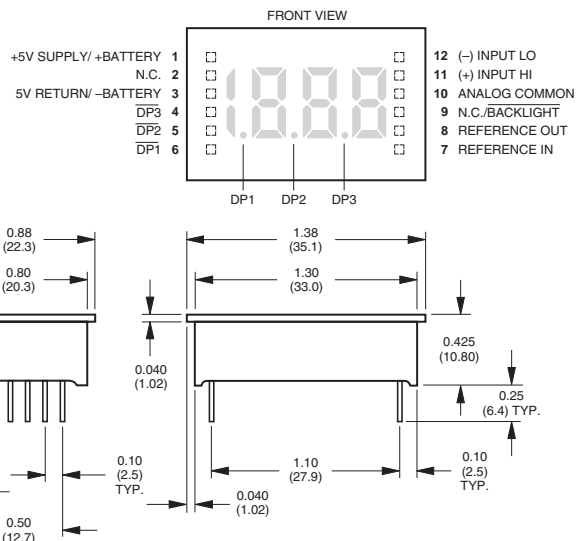 FRONT VIEW
+5V SUPPLY/ +BATTERY 1
N.C. 2
5V RETURN/ –BATTERY 3
DP3 4
DP2 5
DP1 6
1.8.8.8
12 (–) INPUT LO
11 (+) INPUT HI
10 ANALOG COMMON
9 N.C./BACKLIGHT
8 REFERENCE OUT
7 REFERENCE IN
DP1 DP2 DP3
0.88
(22.3)
0.80
(20.3)
1.38
(35.1)
1.30
(33.0)
0.040
(1.02)
0.425
(10.80)
0.25
(6.4) TYP.
0.10
(2.5)
TYP.
1.10
(27.9)
0.10
(2.5)
TYP.
0.040
(1.02)
0.50
(12.7)